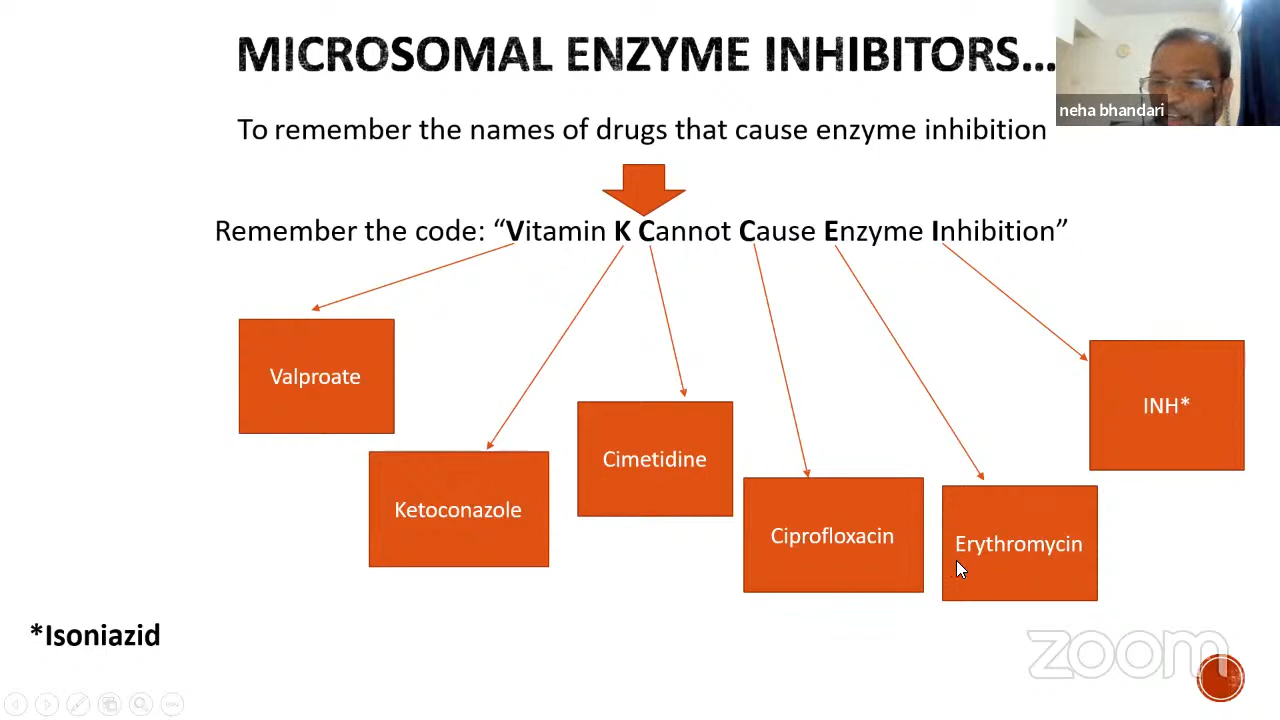 MICROSOMAL ENZYME INHIBITORS...
neha bhandari
To remember the names of drugs that cause enzyme inhibition
Remember the code: “Vitamin K Cannot Cause Enzyme Inhibition”
Valproate
INH*
Cimetidine
Ketoconazole
Ciprofloxacin
Erythromycin
*Isoniazid
zoom